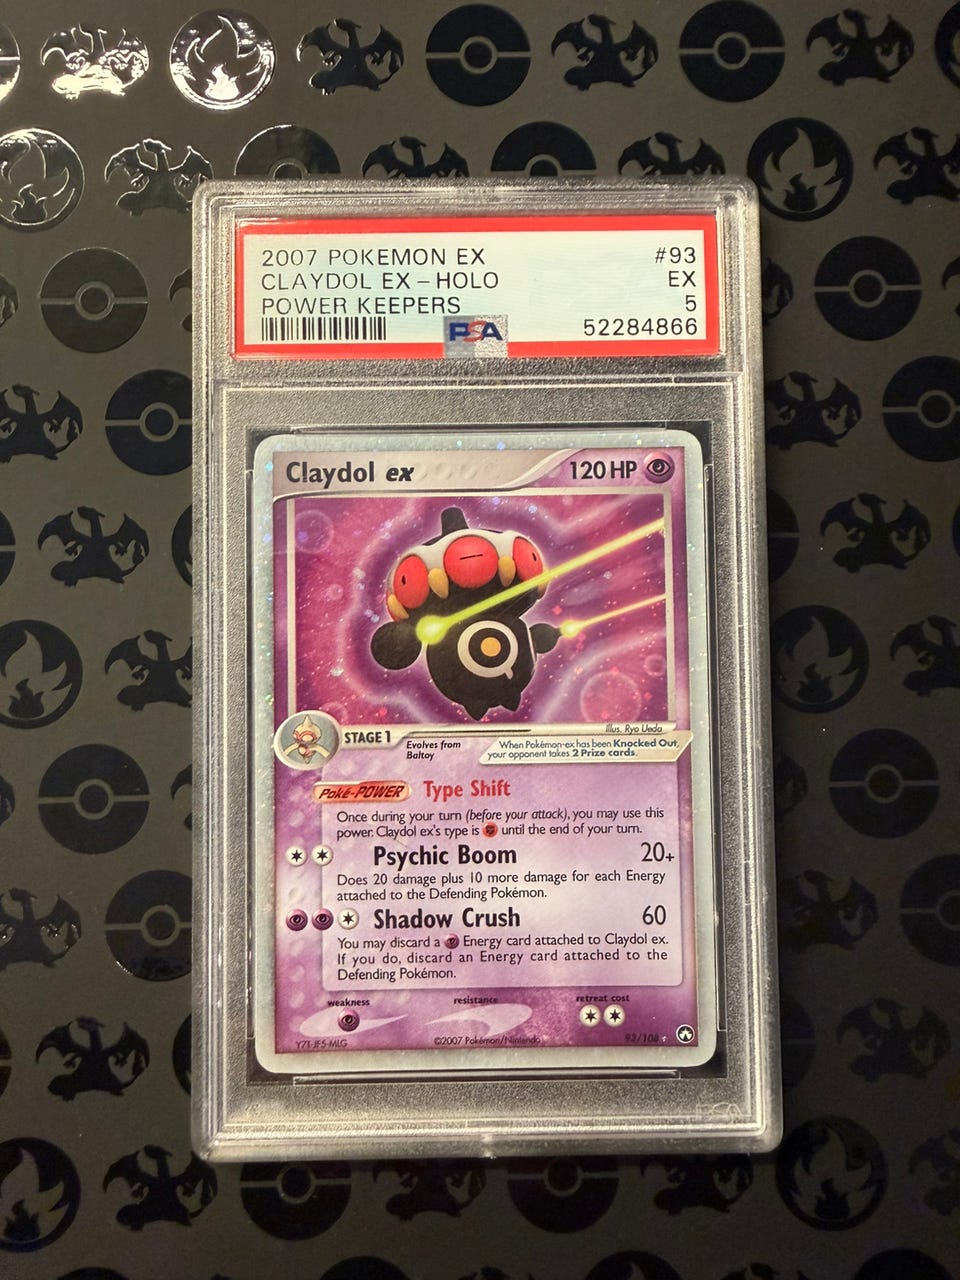 2007 POKEMON EX #93
CLAYDOL EX - HOLO EX
POWER KEEPERS 5
PSA 52284866
Claydol ex 120 HP
Illus. Ryo Ueda
STAGE 1 Evolves from Baltoy
When Pokémon-ex has been Knocked Out,
your opponent takes 2 Prize cards.
Poké-POWER Type Shift
Once during your turn (before your attack), you may use this
power. Claydol ex's type is until the end of your turn.
Psychic Boom 20+
Does 20 damage plus 10 more damage for each Energy
attached to the Defending Pokémon.
Shadow Crush 60
You may discard a Energy card attached to Claydol ex.
If you do, discard an Energy card attached to the
Defending Pokémon.
weakness resistance retreat cost
Y7T-JF5-MLG ©2007 Pokémon/Nintendo 93/108